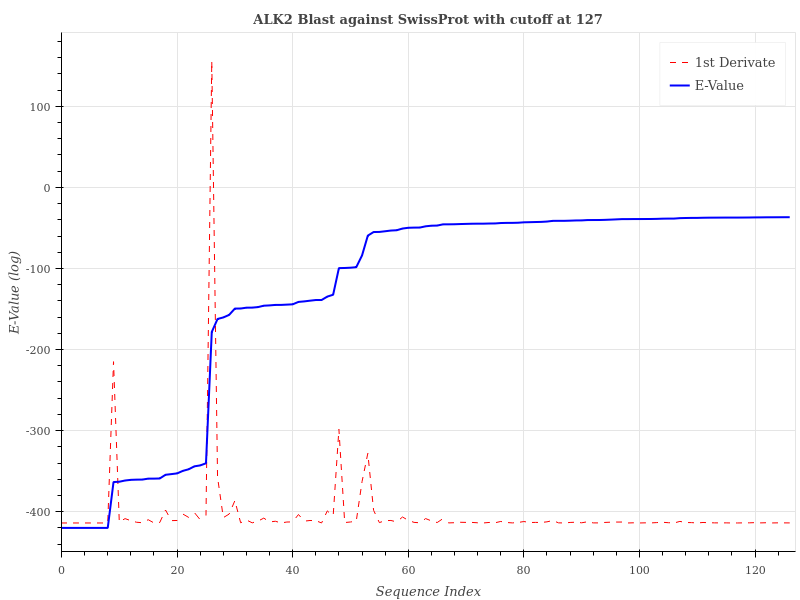 ALK2 Blast against SwissProt with cutoff at 127
1st Derivate
E-Value
E-Value (log)
100
0
-100
-200
-300
-400
0 20 40 60 80 100 120
Sequence Index